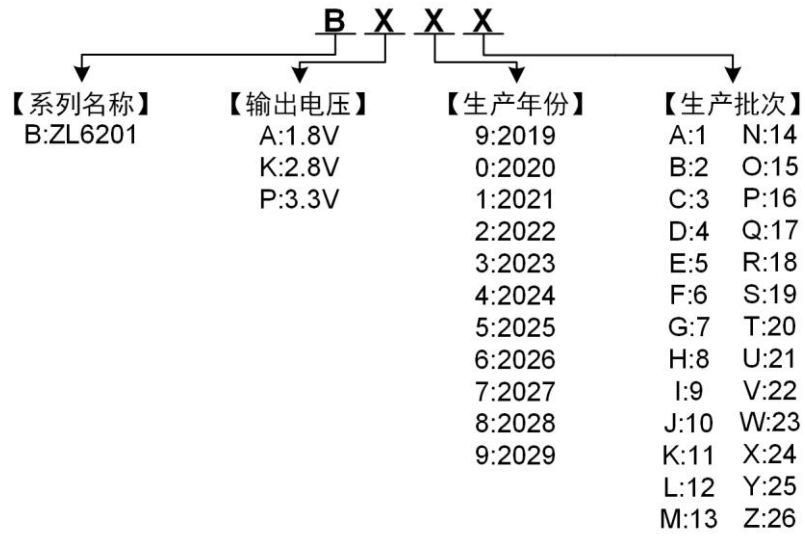 B X X X
【系列名称】 【输出电压】 【生产年份】 【生产批次】
B:ZL6201 A:1.8V 9:2019 A:1 N:14
K:2.8V 0:2020 B:2 O:15
P:3.3V 1:2021 C:3 P:16
2:2022 D:4 Q:17
3:2023 E:5 R:18
4:2024 F:6 S:19
5:2025 G:7 T:20
6:2026 H:8 U:21
7:2027 I:9 V:22
8:2028 J:10 W:23
9:2029 K:11 X:24
L:12 Y:25
M:13 Z:26